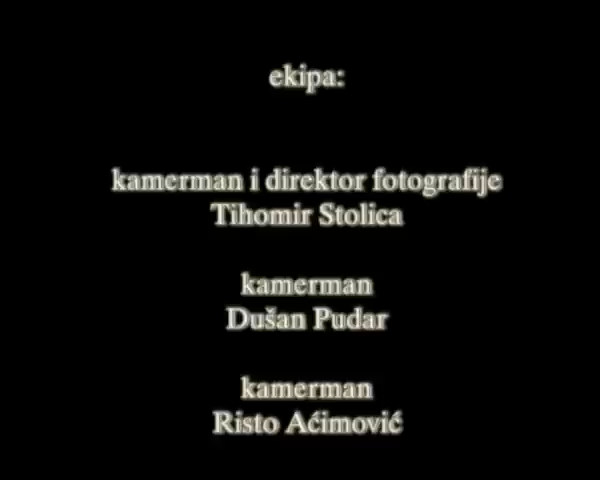 ekipa:
kamerman i direktor fotografije
Tihomir Stolica
kamerman
Dušan Pudar
kamerman
Risto Aćimović